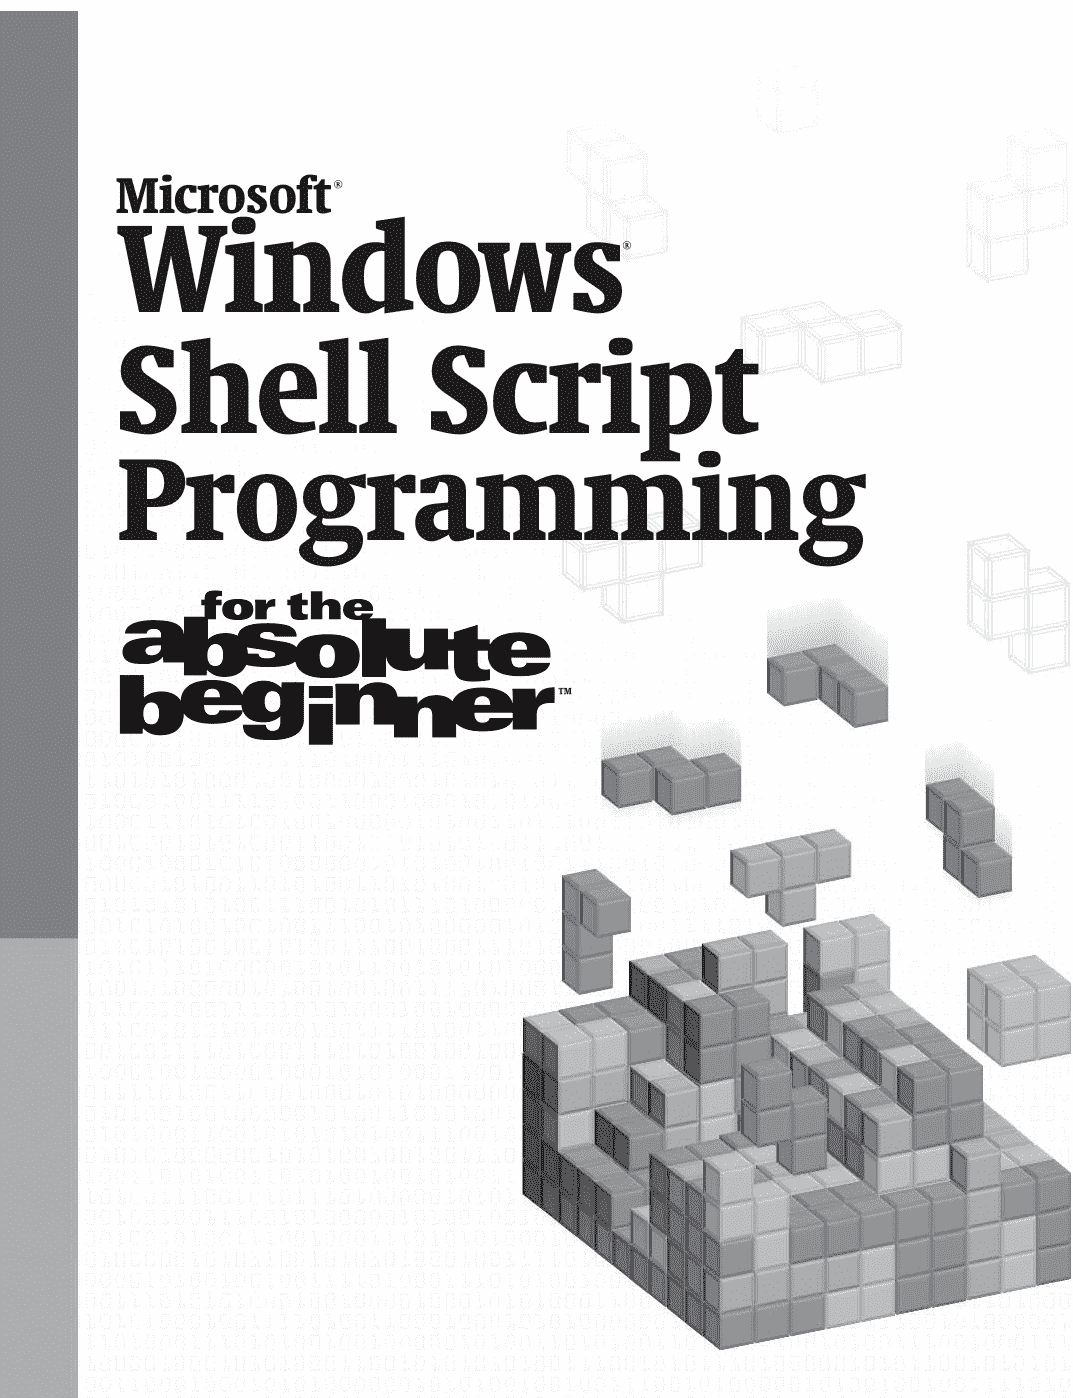 Microsoft®
Windows®
Shell Script
Programming
for the
absolute
beginner™